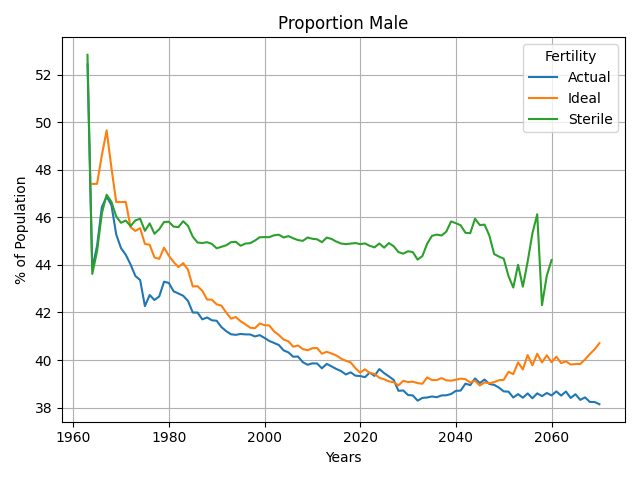 Proportion Male
% of Population
52
50
48
46
44
42
40
38
Fertility
Actual
Ideal
Sterile
1960
1980
2000
2020
2040
2060
Years